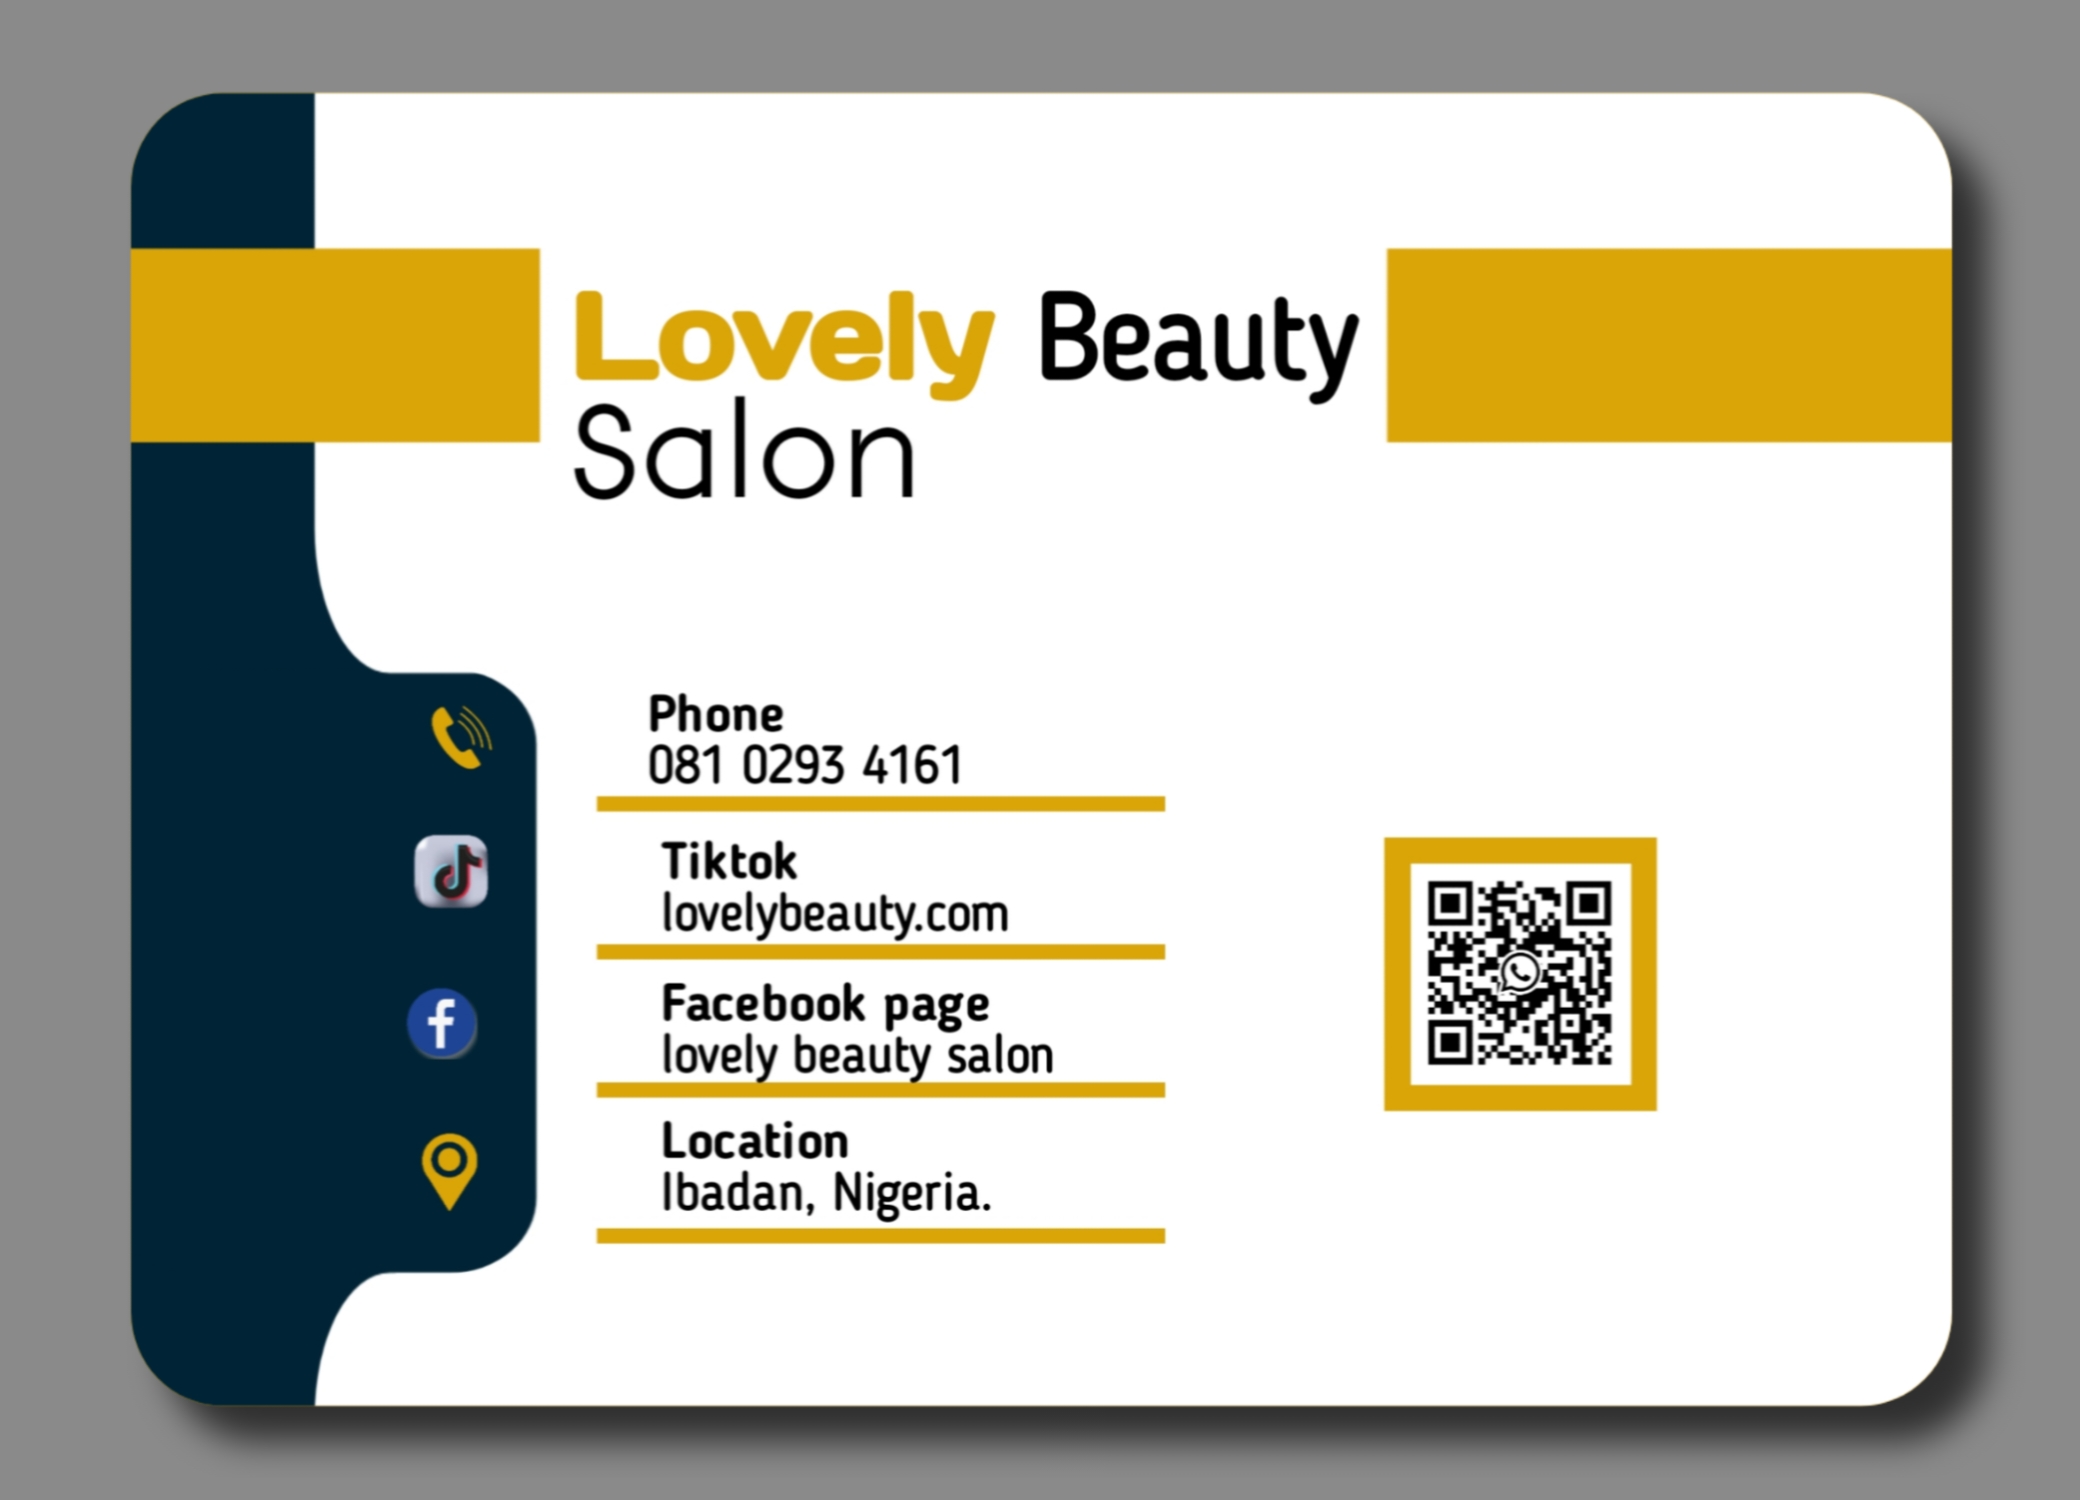 Lovely Beauty
Salon
Phone
081 0293 4161
Tiktok
lovelybeauty.com
Facebook page
lovely beauty salon
Location
Ibadan, Nigeria.